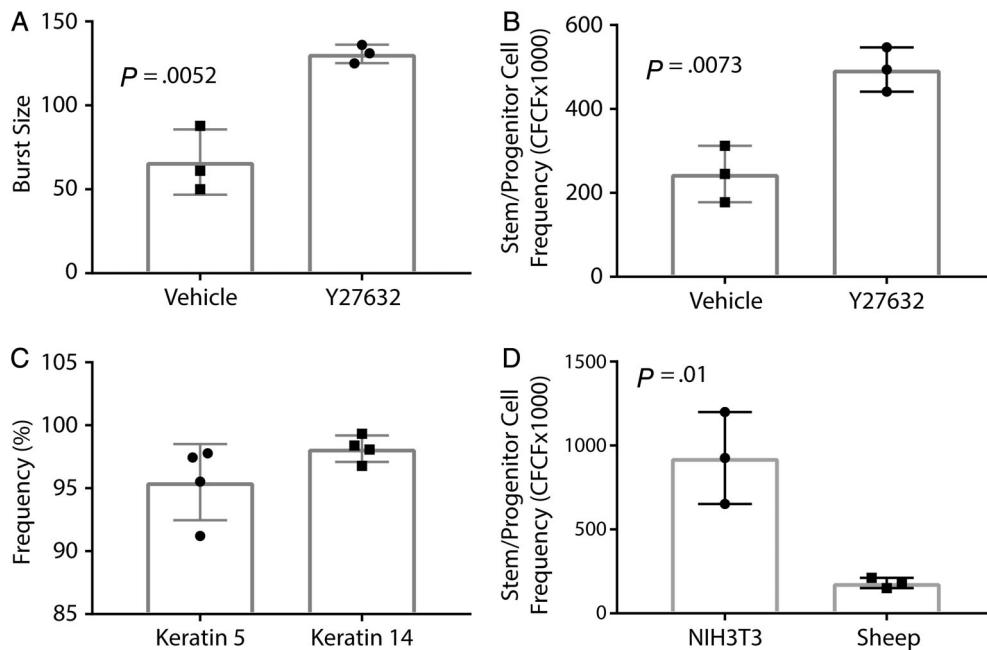 A
Burst Size
150
100
50
0
P = .0052
Vehicle
Y27632
B
Stem/Progenitor Cell
Frequency (CFCFx1000)
600
400
200
0
P = .0073
Vehicle
Y27632
C
Frequency (%)
105
100
95
90
85
Keratin 5
Keratin 14
D
Stem/Progenitor Cell
Frequency (CFCFx1000)
1500
1000
500
0
P = .01
NIH3T3
Sheep